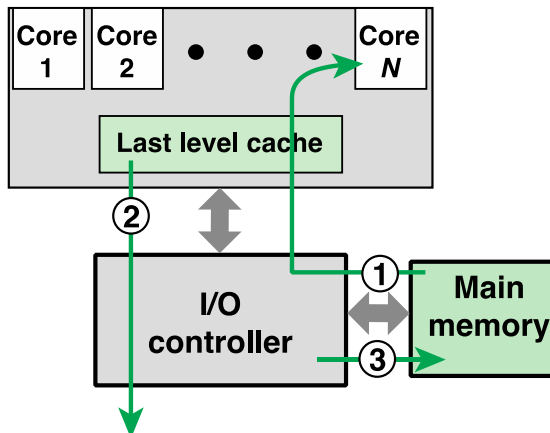 Core
1
Core
2
Core
N
Last level cache
2
1
I/O
controller
Main
memory
3